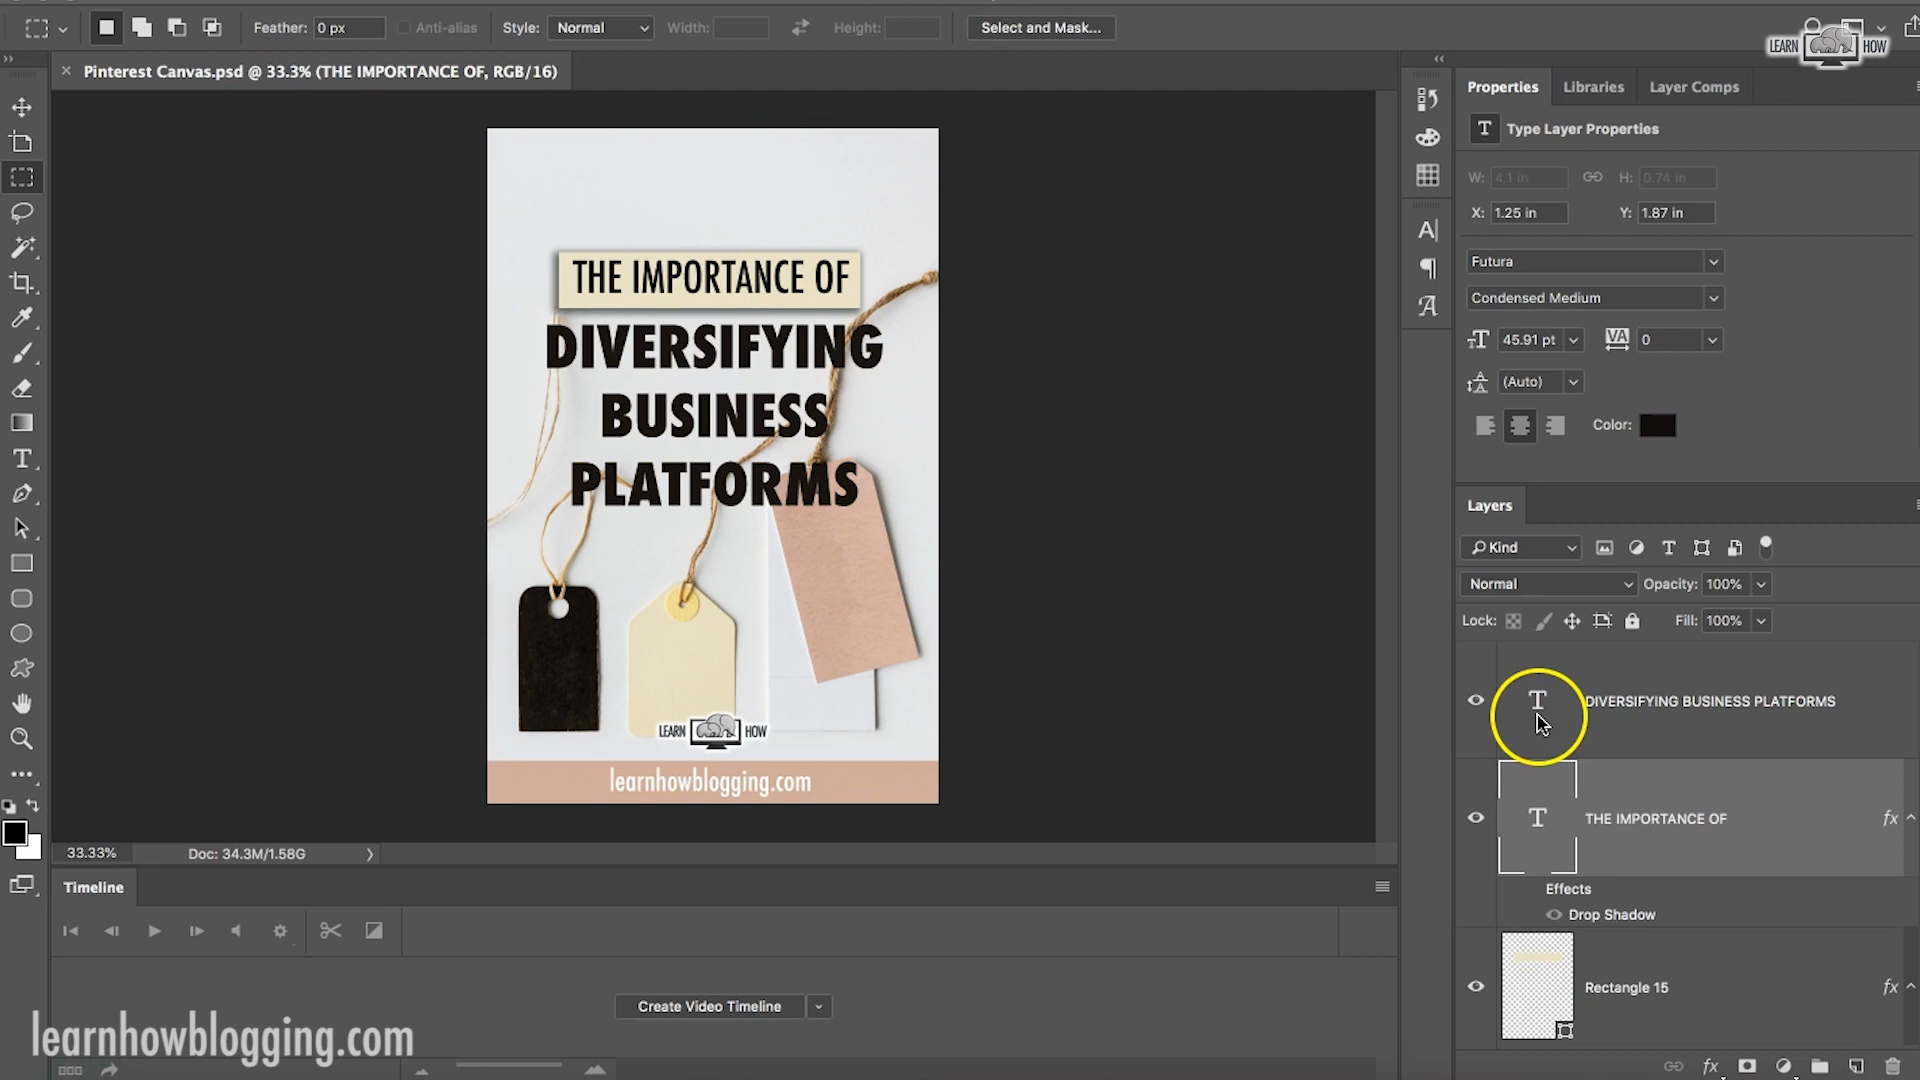 Feather: 0 px Anti-alias Style: Normal Width: Height: Select and Mask...
LEARN HOW
× Pinterest Canvas.psd @ 33.3% (THE IMPORTANCE OF, RGB/16)
Properties Libraries Layer Comps
T Type Layer Properties
W: 4.1 in H: 0.74 in
X: 1.25 in Y: 1.87 in
Futura
Condensed Medium
45.91 pt VA 0
(Auto)
Color:
THE IMPORTANCE OF
DIVERSIFYING
BUSINESS
PLATFORMS
LEARN HOW
learnhowblogging.com
Layers
Kind
Normal Opacity: 100%
Lock: Fill: 100%
T DIVERSIFYING BUSINESS PLATFORMS
T THE IMPORTANCE OF fx
Effects
Drop Shadow
Rectangle 15 fx
33.33% Doc: 34.3M/1.58G
Timeline
Create Video Timeline
learnhowblogging.com
fx